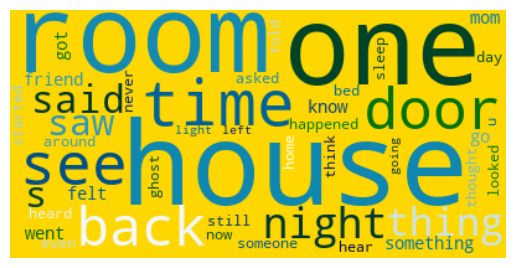 room
one
mom
told
got
day
friend
asked
sleep
never
said
time
bed
know
door
started
saw
light
left
happened
u
around
see
house
go
looked
s
felt
ghost
home
think
going
thought
heard
back
still
night
thing
went
now
someone
hear
something
even